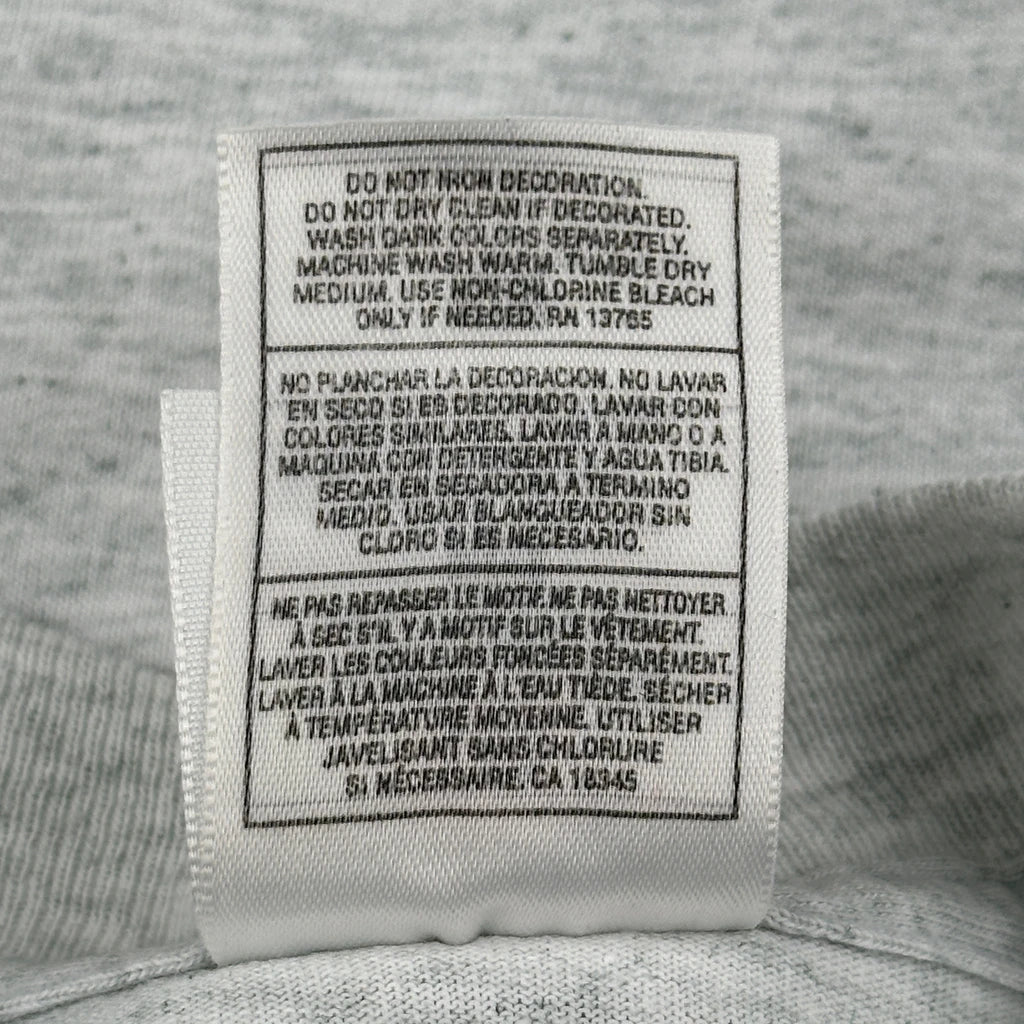 DO NOT IRON DECORATION.
DO NOT DRY CLEAN IF DECORATED.
WASH DARK COLORS SEPARATELY.
MACHINE WASH WARM. TUMBLE DRY
MEDIUM. USE NON-CHLORINE BLEACH
ONLY IF NEEDED. RN 13765
NO PLANCHAR LA DECORACION. NO LAVAR
EN SECO SI ES DECORADO. LAVAR CON
COLORES SIMILARES. LAVAR A MANO O A
MAQUINA CON DETERGENTE Y AGUA TIBIA.
SECAR EN SECADORA A TERMINO
MEDIO. USAR BLANQUEADOR SIN
CLORO SI ES NECESARIO.
NE PAS REPASSER LE MOTIF NE PAS NETTOYER
À SEC S'IL Y A MOTIF SUR LE VÊTEMENT.
LAVER LES COULEURS FONCÉES SÉPARÉMENT.
LAVER À LA MACHINE À L'EAU TIÈDE. SÉCHER
À TEMPÉRATURE MOYENNE. UTILISER
JAVELISANT SANS CHLORURE
SI NÉCESSAIRE. CA 18945